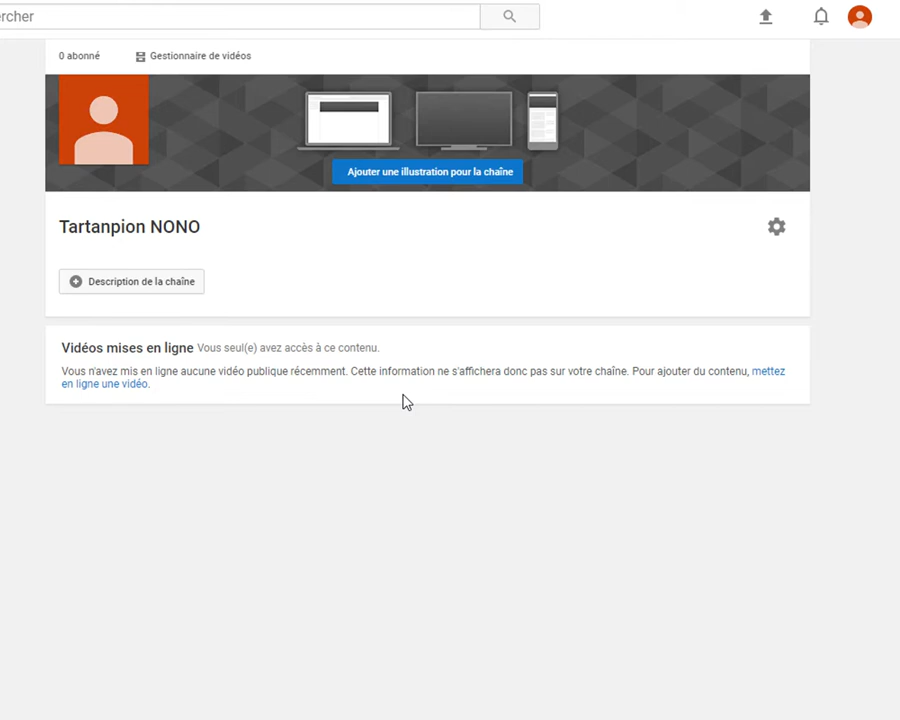 ercher
0 abonné Gestionnaire de vidéos
Ajouter une illustration pour la chaîne
Tartanpion NONO
Description de la chaîne
Vidéos mises en ligne Vous seul(e) avez accès à ce contenu.
Vous n'avez mis en ligne aucune vidéo publique récemment. Cette information ne s'affichera donc pas sur votre chaîne. Pour ajouter du contenu, mettez
en ligne une vidéo.